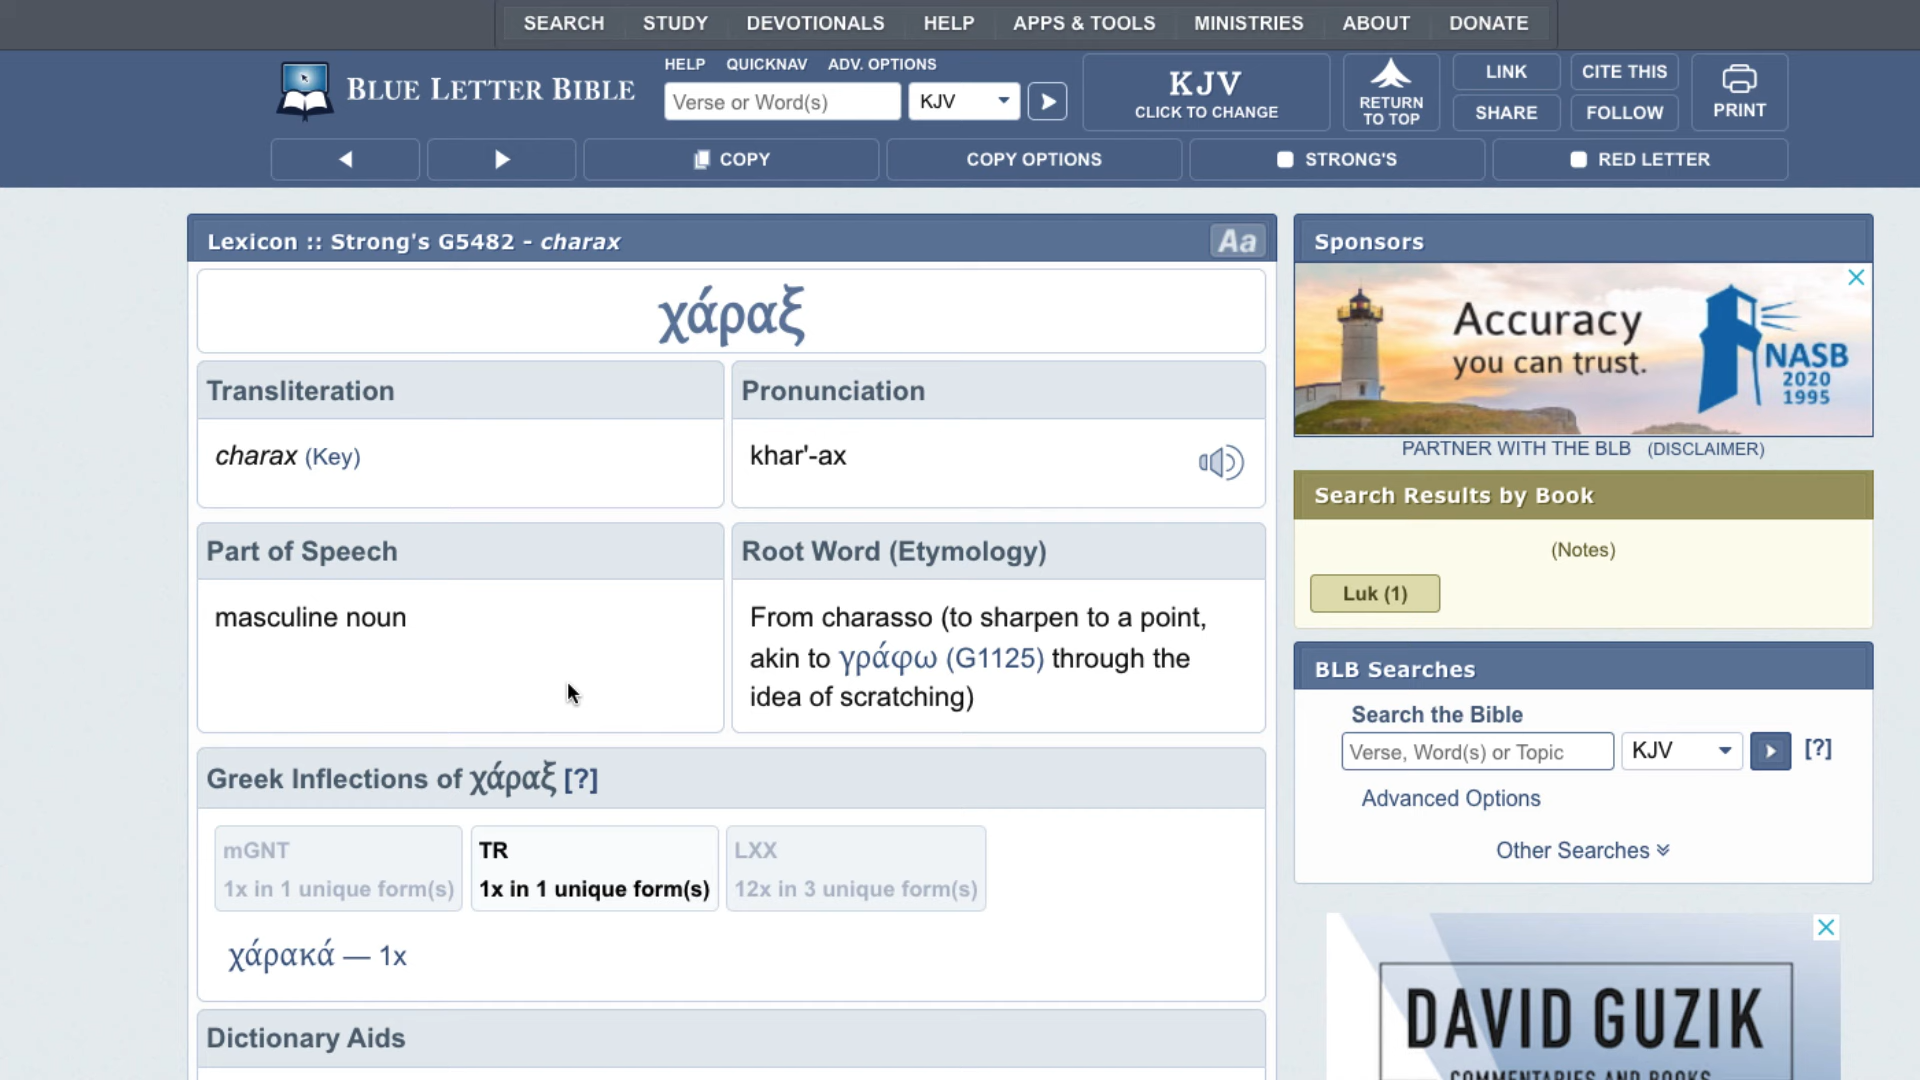 SEARCH STUDY DEVOTIONALS HELP APPS & TOOLS MINISTRIES ABOUT DONATE
BLUE LETTER BIBLE
HELP QUICKNAV ADV. OPTIONS
Verse or Word(s) KJV
KJV
CLICK TO CHANGE
RETURN
TO TOP
LINK CITE THIS
SHARE FOLLOW
PRINT
COPY COPY OPTIONS STRONG'S RED LETTER
Lexicon :: Strong's G5482 - charax Aa
χάραξ
Transliteration
charax (Key)
Pronunciation
khar'-ax
Part of Speech
masculine noun
Root Word (Etymology)
From charasso (to sharpen to a point,
akin to γράφω (G1125) through the
idea of scratching)
Greek Inflections of χάραξ [?]
mGNT
1x in 1 unique form(s)
TR
1x in 1 unique form(s)
LXX
12x in 3 unique form(s)
χάρακά — 1x
Dictionary Aids
Sponsors
Accuracy
you can trust.
NASB
2020
1995
PARTNER WITH THE BLB (DISCLAIMER)
Search Results by Book
(Notes)
Luk (1)
BLB Searches
Search the Bible
Verse, Word(s) or Topic KJV [?]
Advanced Options
Other Searches
DAVID GUZIK
COMMENTARIES AND BOOKS